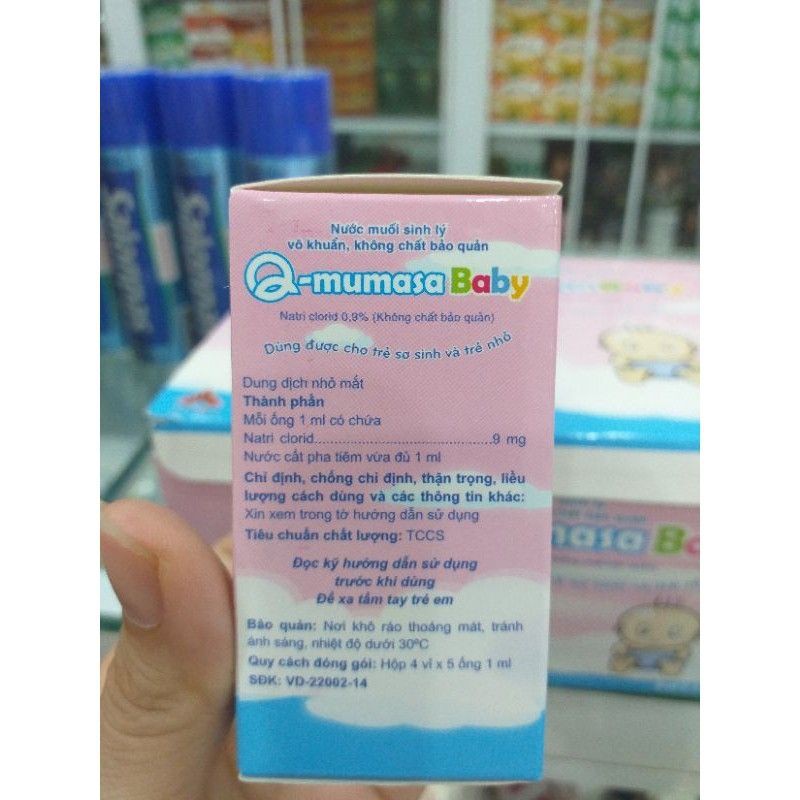 Nước muối sinh lý
vô khuẩn, không chất bảo quản
Q-mumasa Baby
Natri clorid 0,9% (Không chất bảo quản)
Dùng được cho trẻ sơ sinh và trẻ nhỏ
Dung dịch nhỏ mắt
Thành phần
Mỗi ống 1 ml có chứa
Natri clorid..................................................9 mg
Nước cất pha tiêm vừa đủ 1 ml
Chỉ định, chống chỉ định, thận trọng, liều
lượng cách dùng và các thông tin khác:
Xin xem trong tờ hướng dẫn sử dụng
Tiêu chuẩn chất lượng: TCCS
Đọc kỹ hướng dẫn sử dụng
trước khi dùng
Để xa tầm tay trẻ em
Bảo quản: Nơi khô ráo thoáng mát, tránh
ánh sáng, nhiệt độ dưới 30ºC
Quy cách đóng gói: Hộp 4 vỉ x 5 ống 1 ml
SĐK: VD-22002-14
masa Ba